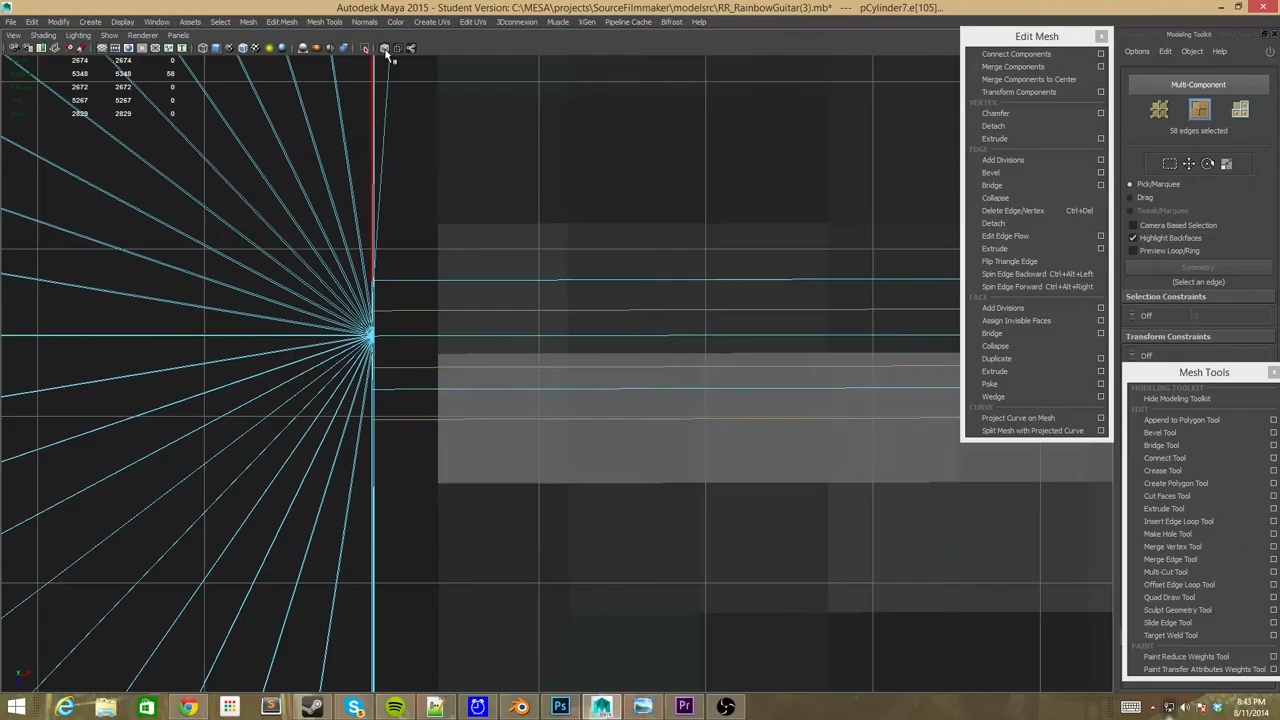 Autodesk Maya 2015 - Student Version: C:\MESA\projects\SourceFilmmaker\modelsrc\RR_RainbowGuitar(3).mb* --- pCylinder7.e[105]...
File Edit Modify Create Display Window Assets Select Mesh Edit Mesh Mesh Tools Normals Color Create UVs Edit UVs 3Dconnexion Muscle XGen Pipeline Cache Bifrost Help
View Shading Lighting Show Renderer Panels
2674 2674 0
5348 5348 58
2672 2672 0
5267 5267 0
2829 2829 0
Edit Mesh
Connect Components
Merge Components
Merge Components to Center
Transform Components
VERTEX
Chamfer
Detach
Extrude
EDGE
Add Divisions
Bevel
Bridge
Collapse
Delete Edge/Vertex Ctrl+Del
Detach
Edit Edge Flow
Extrude
Flip Triangle Edge
Spin Edge Backward Ctrl+Alt+Left
Spin Edge Forward Ctrl+Alt+Right
FACE
Add Divisions
Assign Invisible Faces
Bridge
Collapse
Duplicate
Extrude
Poke
Wedge
CURVE
Project Curve on Mesh
Split Mesh with Projected Curve
Modeling Toolkit
Options Edit Object Help
Multi-Component
58 edges selected
Pick/Marquee
Drag
Tweak/Marquee
Camera Based Selection
Highlight Backfaces
Preview Loop/Ring
Symmetry
(Select an edge)
Selection Constraints
Off 0
Transform Constraints
Off
Mesh Tools
MODELING TOOLKIT
Hide Modeling Toolkit
EDIT
Append to Polygon Tool
Bevel Tool
Bridge Tool
Connect Tool
Crease Tool
Create Polygon Tool
Cut Faces Tool
Extrude Tool
Insert Edge Loop Tool
Make Hole Tool
Merge Vertex Tool
Merge Edge Tool
Multi-Cut Tool
Offset Edge Loop Tool
Quad Draw Tool
Sculpt Geometry Tool
Slide Edge Tool
Target Weld Tool
PAINT
Paint Reduce Weights Tool
Paint Transfer Attributes Weights Tool
Ps
Pr
8:43 PM
8/11/2014